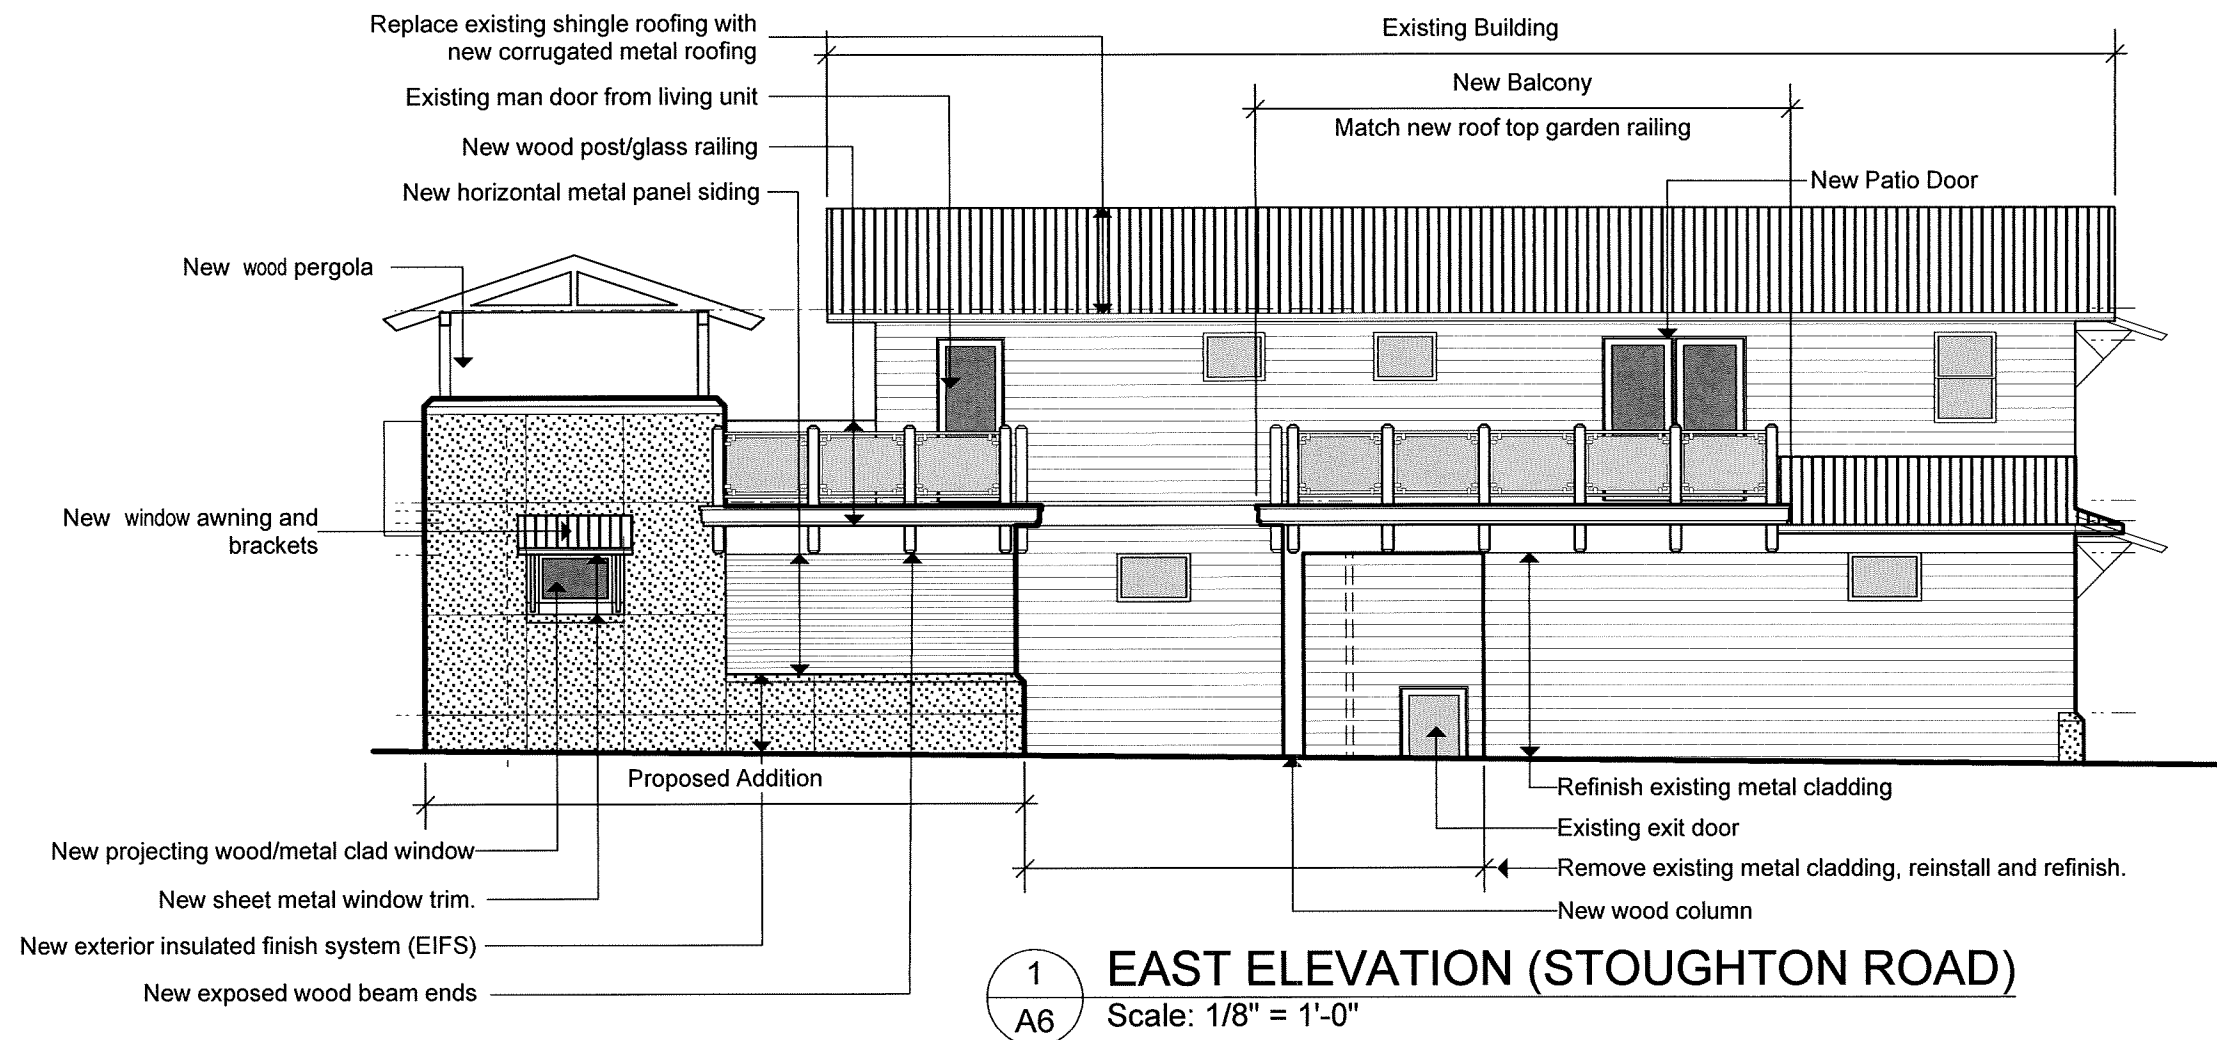 Replace existing shingle roofing with
new corrugated metal roofing
Existing Building
New Balcony
Existing man door from living unit
Match new roof top garden railing
New wood post/glass railing
New Patio Door
New horizontal metal panel siding
New wood pergola
New window awning and
brackets
Proposed Addition
Refinish existing metal cladding
Existing exit door
New projecting wood/metal clad window
Remove existing metal cladding, reinstall and refinish.
New sheet metal window trim.
New wood column
New exterior insulated finish system (EIFS)
New exposed wood beam ends
1
EAST ELEVATION (STOUGHTON ROAD)
A6
Scale: 1/8" = 1'-0"